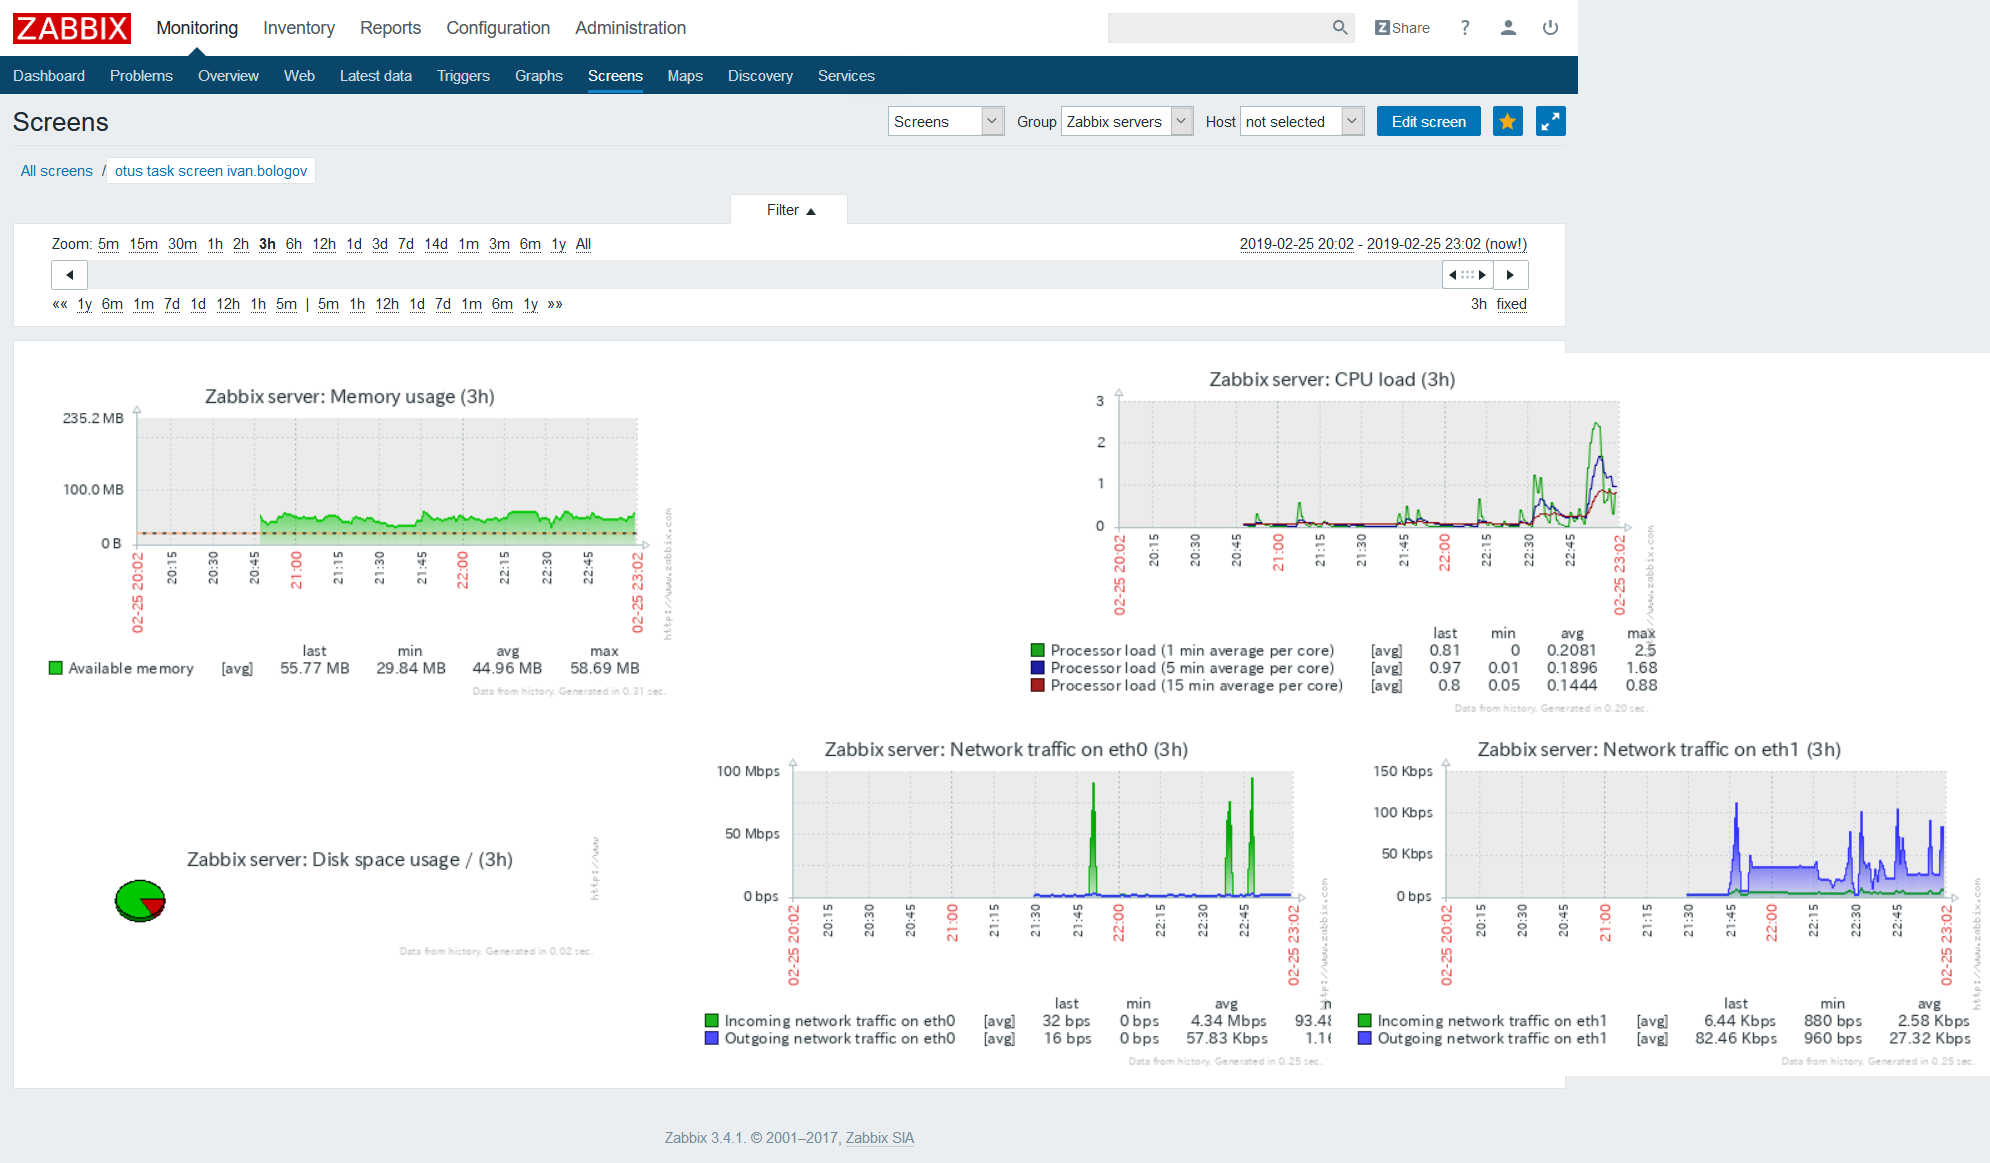 ZABBIX Monitoring Inventory Reports Configuration Administration Z Share ?
Dashboard Problems Overview Web Latest data Triggers Graphs Screens Maps Discovery Services
Screens Screens Group Zabbix servers Host not selected Edit screen
All screens / otus task screen ivan.bologov
Filter
Zoom: 5m 15m 30m 1h 2h 3h 6h 12h 1d 3d 7d 14d 1m 3m 6m 1y All 2019-02-25 20:02 - 2019-02-25 23:02 (now!)
«« 1y 6m 1m 7d 1d 12h 1h 5m | 5m 1h 12h 1d 7d 1m 6m 1y »» 3h fixed
Zabbix server: Memory usage (3h)
235.2 MB
100.0 MB
0 B
02-25 20:02 20:15 20:30 20:45 21:00 21:15 21:30 21:45 22:00 22:15 22:30 22:45 02-25 23:02
http://www.zabbix.com
last min avg max
Available memory [avg] 55.77 MB 29.84 MB 44.96 MB 58.69 MB
Data from history. Generated in 0.31 sec.
Zabbix server: CPU load (3h)
3
2
1
0
02-25 20:02 20:15 20:30 20:45 21:00 21:15 21:30 21:45 22:00 22:15 22:30 22:45 02-25 23:02
http://www.zabbix.com
last min avg max
Processor load (1 min average per core) [avg] 0.81 0 0.2081 2.5
Processor load (5 min average per core) [avg] 0.97 0.01 0.1896 1.68
Processor load (15 min average per core) [avg] 0.8 0.05 0.1444 0.88
Data from history. Generated in 0.20 sec.
Zabbix server: Disk space usage / (3h)
http://www
Data from history. Generated in 0.02 sec.
Zabbix server: Network traffic on eth0 (3h)
100 Mbps
50 Mbps
0 bps
02-25 20:02 20:15 20:30 20:45 21:00 21:15 21:30 21:45 22:00 22:15 22:30 22:45 02-25 23:02
http://www.zabbix.com
last min avg
Incoming network traffic on eth0 [avg] 32 bps 0 bps 4.34 Mbps 93.48
Outgoing network traffic on eth0 [avg] 16 bps 0 bps 57.83 Kbps 1.16
Data from history. Generated in 0.25 sec.
Zabbix server: Network traffic on eth1 (3h)
150 Kbps
100 Kbps
50 Kbps
0 bps
02-25 20:02 20:15 20:30 20:45 21:00 21:15 21:30 21:45 22:00 22:15 22:30 22:45 02-25 23:02
http://www.zabbix.com
last min avg
Incoming network traffic on eth1 [avg] 6.44 Kbps 880 bps 2.58 Kbps
Outgoing network traffic on eth1 [avg] 82.46 Kbps 960 bps 27.32 Kbps
Data from history. Generated in 0.25 sec.
Zabbix 3.4.1. © 2001–2017, Zabbix SIA